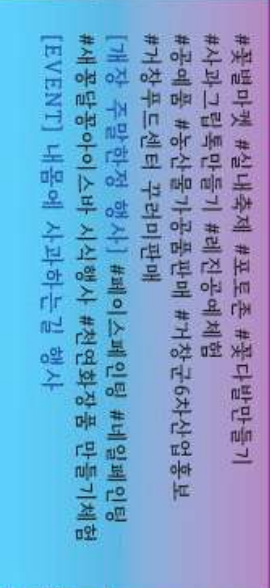 #꽃별마켓 #실내축제 #포토존 #꽃다발만들기
#사과그립톡만들기 #레진공예체험
#공예품 #농산물가공품판매 #거창군6차산업홍보
#거창푸드센터 꾸러미판매
[개장 주말한정 행사] #페이스페인팅 #네일페인팅
#새콩달콩아이스바 시식행사 #천연화장품 만들기체험
[EVENT] 내몸에 사과하는길 행사